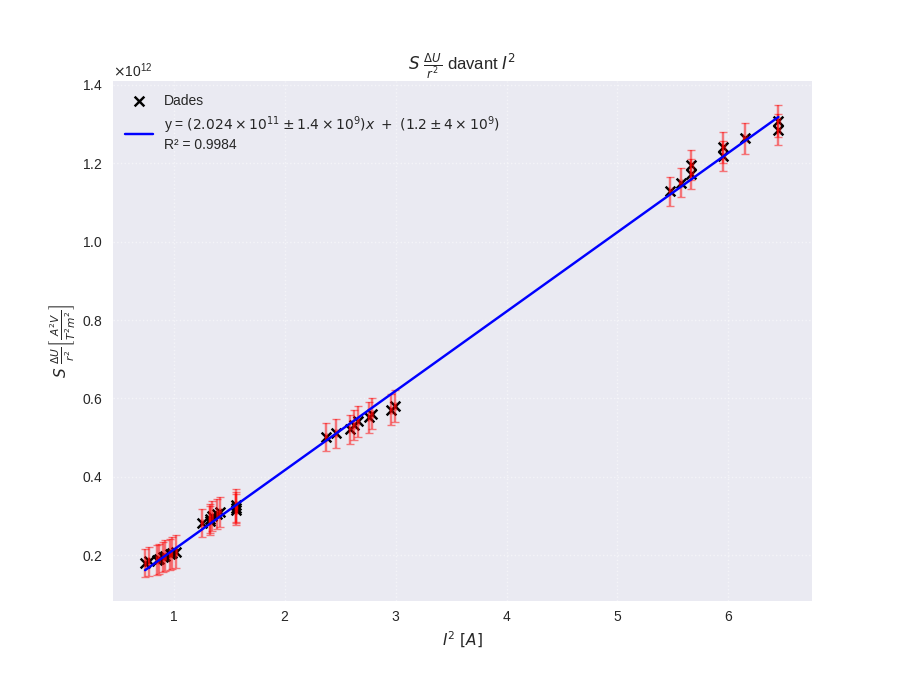 S ΔU/r² davant I²
×10¹²
Dades
y = (2.024 × 10¹¹ ± 1.4 × 10⁹)x + (1.2 ± 4 × 10⁹)
R² = 0.9984
1.4
1.2
1.0
0.8
0.6
0.4
0.2
S ΔU/r² [A²V/T²m²]
1 2 3 4 5 6
I² [A]